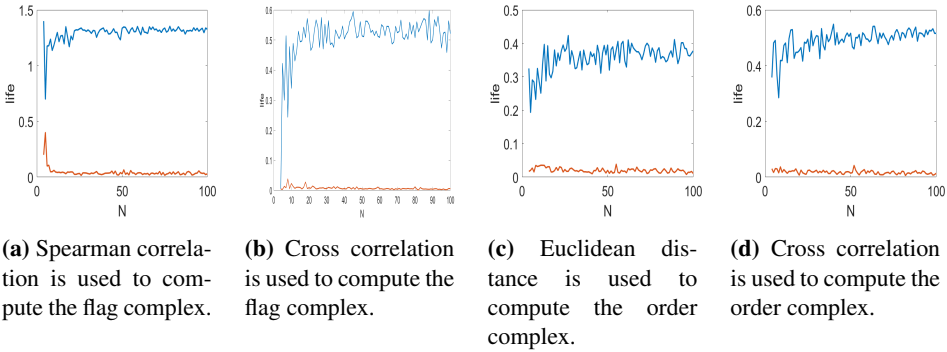 1.5
1
0.5
0
life
0
50
100
N
0.6
0.5
0.4
0.3
0.2
0.1
0
life
0
10
20
30
40
50
60
70
80
90
100
N
0.5
0.4
0.3
0.2
0.1
0
life
0
50
100
N
0.6
0.4
0.2
0
life
0
50
100
N
(a) Spearman correla-
tion is used to com-
pute the flag complex.
(b) Cross correlation
is used to compute the
flag complex.
(c) Euclidean dis-
tance is used to
compute the order
complex.
(d) Cross correlation
is used to compute the
order complex.